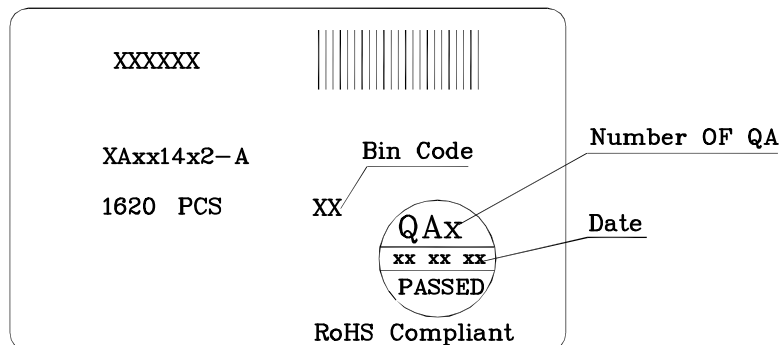 XXXXXX
XAxx14x2-A
Bin Code
Number OF QA
1620 PCS
XX
QAx
Date
xx xx xx
PASSED
RoHS Compliant